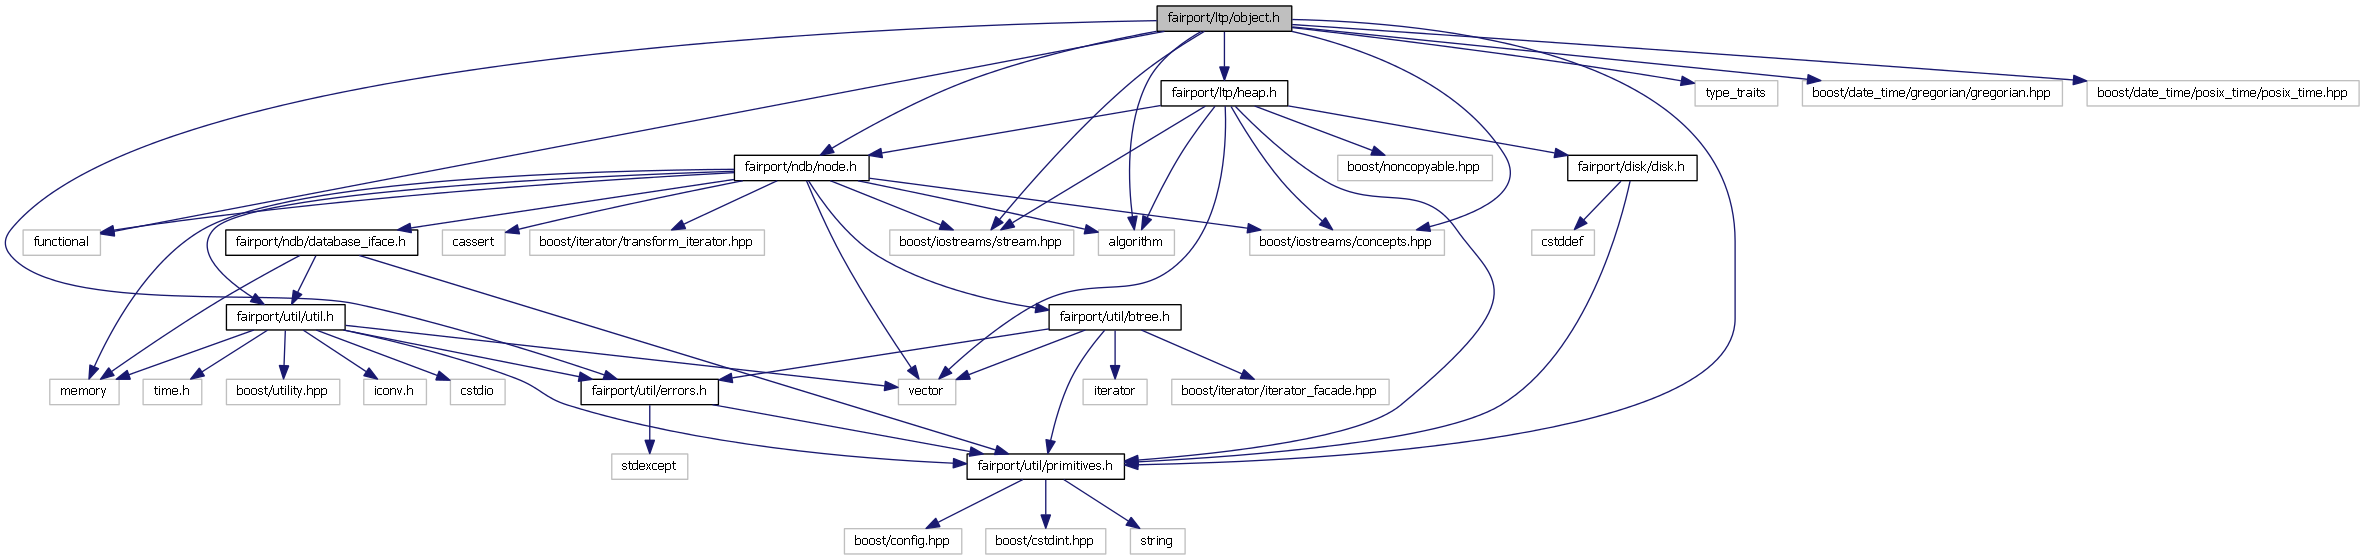 fairport/ltp/object.h
fairport/ltp/heap.h
type_traits
boost/date_time/gregorian/gregorian.hpp
boost/date_time/posix_time/posix_time.hpp
fairport/ndb/node.h
boost/noncopyable.hpp
fairport/disk/disk.h
functional
fairport/ndb/database_iface.h
cassert
boost/iterator/transform_iterator.hpp
boost/iostreams/stream.hpp
algorithm
boost/iostreams/concepts.hpp
cstddef
fairport/util/util.h
fairport/util/btree.h
memory
time.h
boost/utility.hpp
iconv.h
cstdio
fairport/util/errors.h
vector
iterator
boost/iterator/iterator_facade.hpp
stdexcept
fairport/util/primitives.h
boost/config.hpp
boost/cstdint.hpp
string